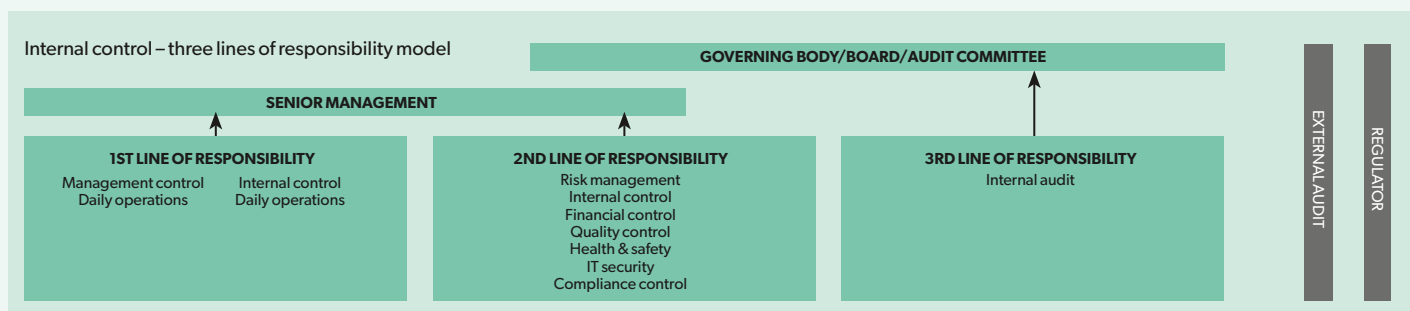 Internal control – three lines of responsibility model
GOVERNING BODY/BOARD/AUDIT COMMITTEE
SENIOR MANAGEMENT
1ST LINE OF RESPONSIBILITY
Management control
Daily operations
Internal control
Daily operations
2ND LINE OF RESPONSIBILITY
Risk management
Internal control
Financial control
Quality control
Health & safety
IT security
Compliance control
3RD LINE OF RESPONSIBILITY
Internal audit
EXTERNAL AUDIT
REGULATOR